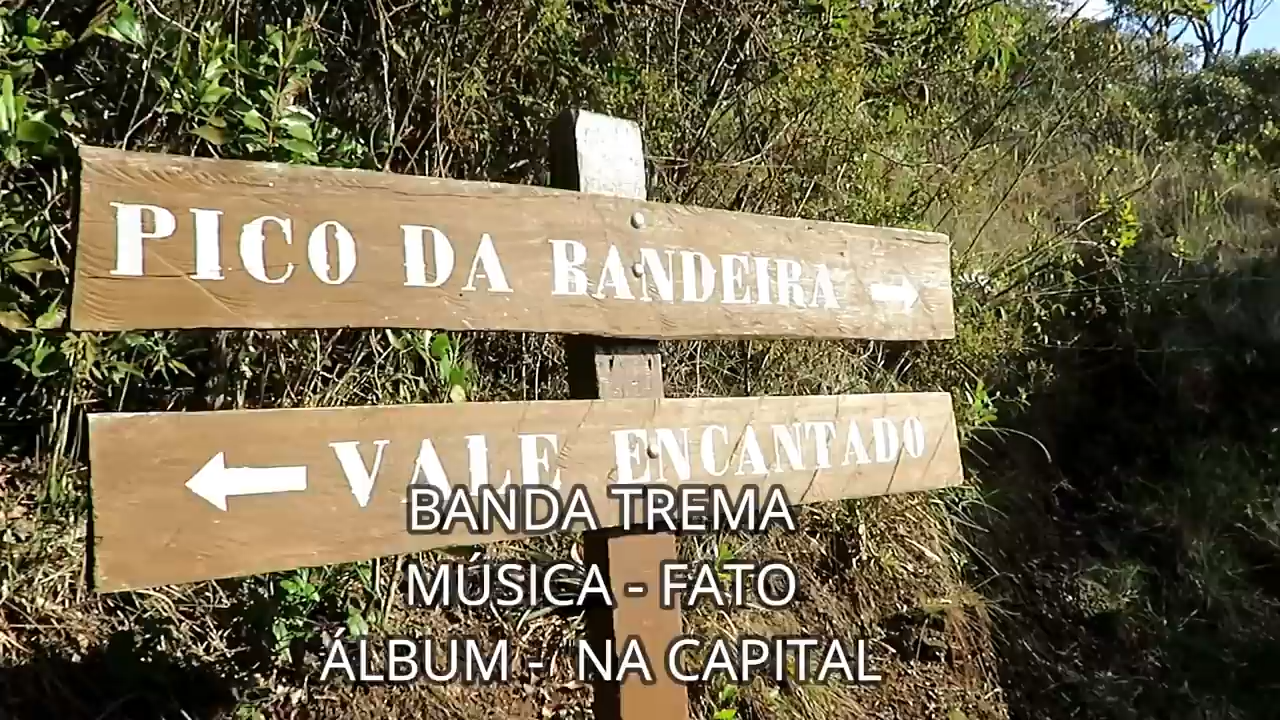 PICO DA BANDEIRA →
← VALE ENCANTADO
BANDA TREMA
MÚSICA - FATO
ÁLBUM - NA CAPITAL